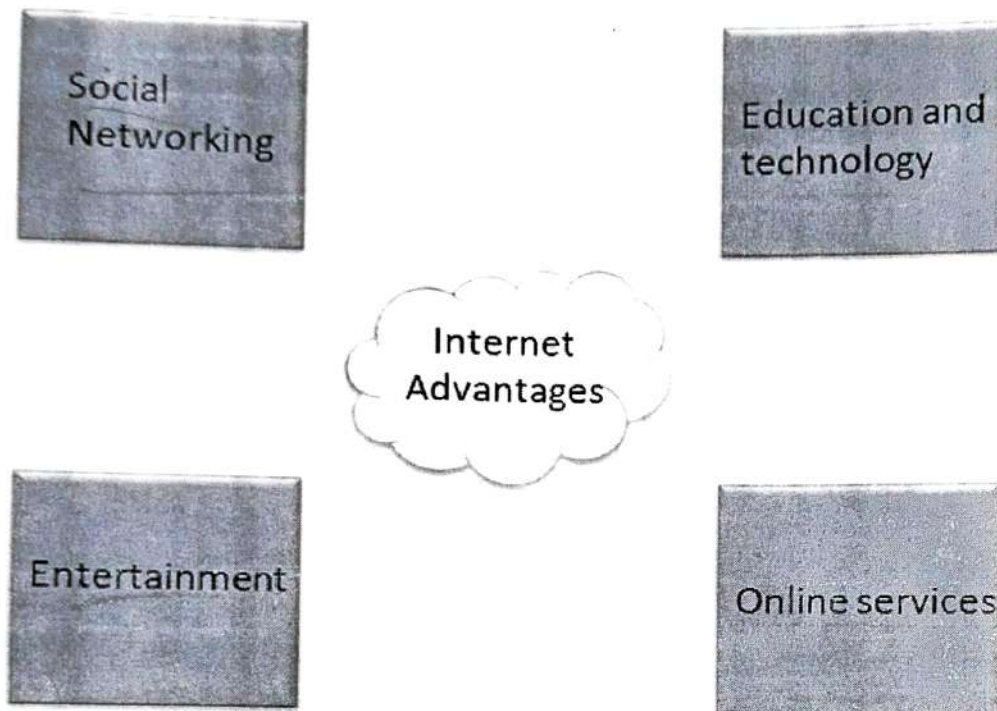 Social
Networking
Education and
technology
Internet
Advantages
Entertainment
Online services